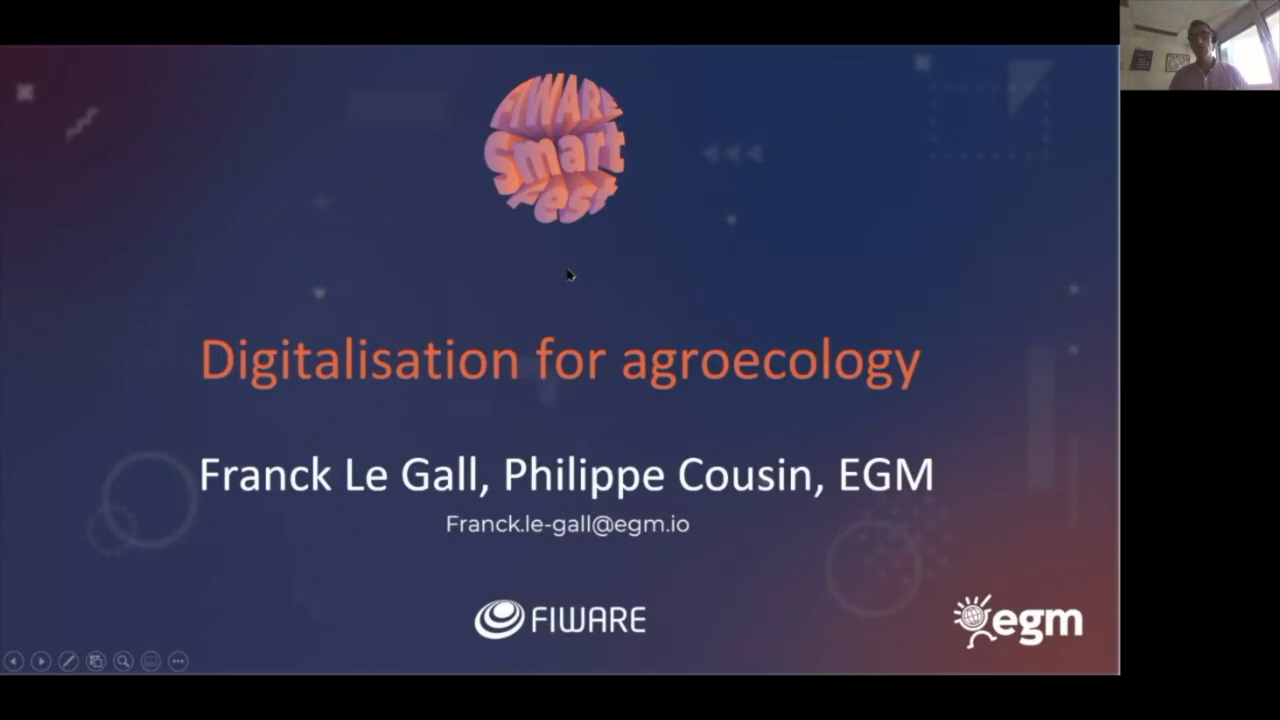 FIWARE
Smart
Fest
Digitalisation for agroecology
Franck Le Gall, Philippe Cousin, EGM
Franck.le-gall@egm.io
FIWARE
egm